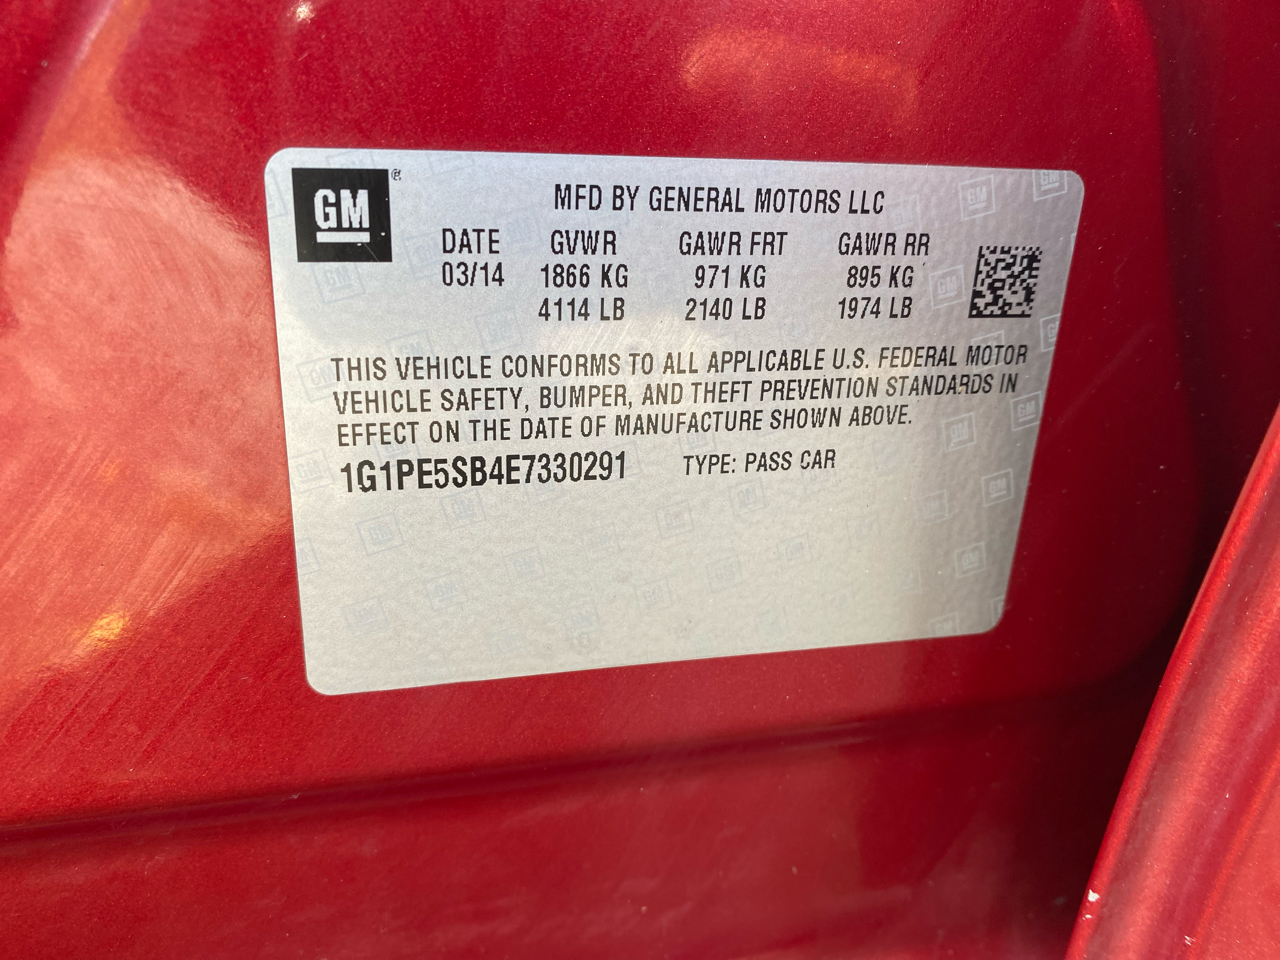 GM
MFD BY GENERAL MOTORS LLC
DATE GVWR GAWR FRT GAWR RR
03/14 1866 KG 971 KG 895 KG
4114 LB 2140 LB 1974 LB
THIS VEHICLE CONFORMS TO ALL APPLICABLE U.S. FEDERAL MOTOR
VEHICLE SAFETY, BUMPER, AND THEFT PREVENTION STANDARDS IN
EFFECT ON THE DATE OF MANUFACTURE SHOWN ABOVE.
1G1PE5SB4E7330291 TYPE: PASS CAR